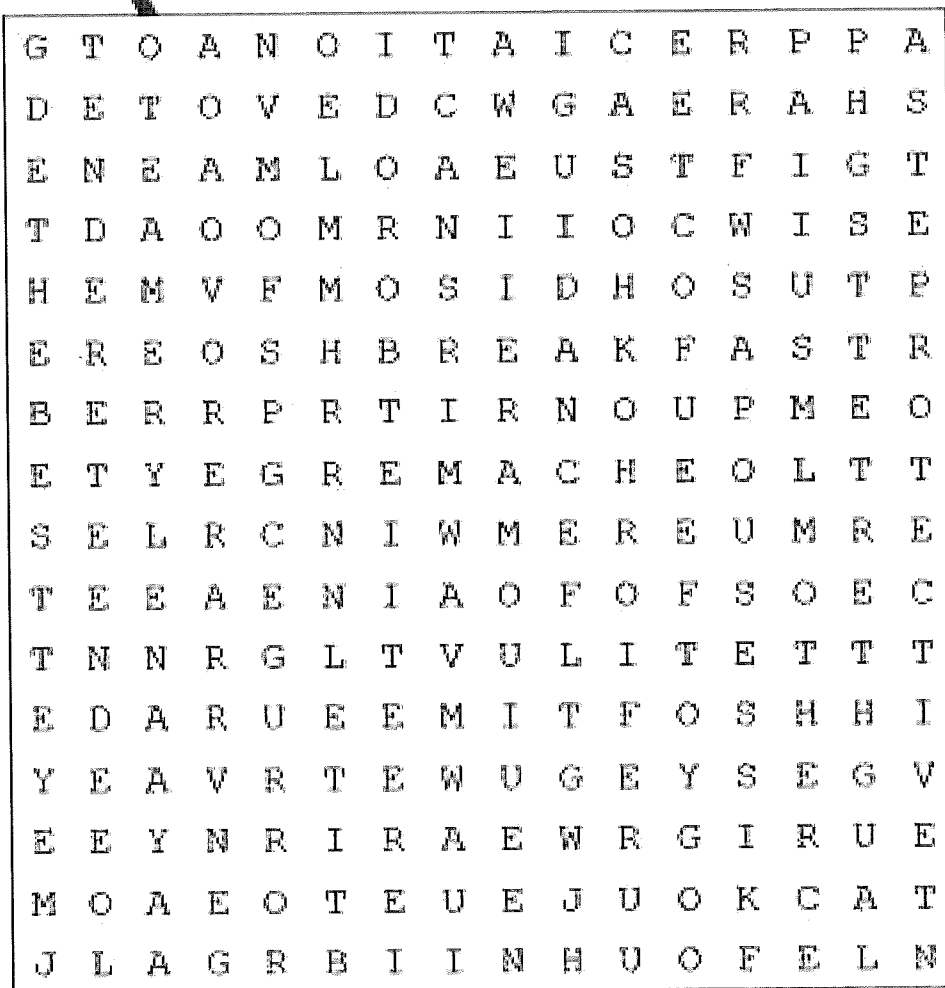 G T O A N O I T A I C E R P P A
D E T O V E D C W G A E R A H S
E N E A M L O A E U S T F I G T
T D A O O M R N I I O C W I S E
H E M V F M O S I D H O S U T P
E R E O S H B R E A K F A S T R
B E R R P R T I R N O U P M E O
E T Y E G R E M A C H E O L T T
S E L R C N I W M E R E U M R E
T E E A E N I A O F O F S O E C
T N N R G L T V U L I T E T T T
E D A R U E E M I T F O S H H I
Y E A V R T E W U G E Y S E G V
E E Y N R I R A E W R G I R U E
M O A E O T E U E J U O K C A T
J L A G R B I I N H U O F E L N